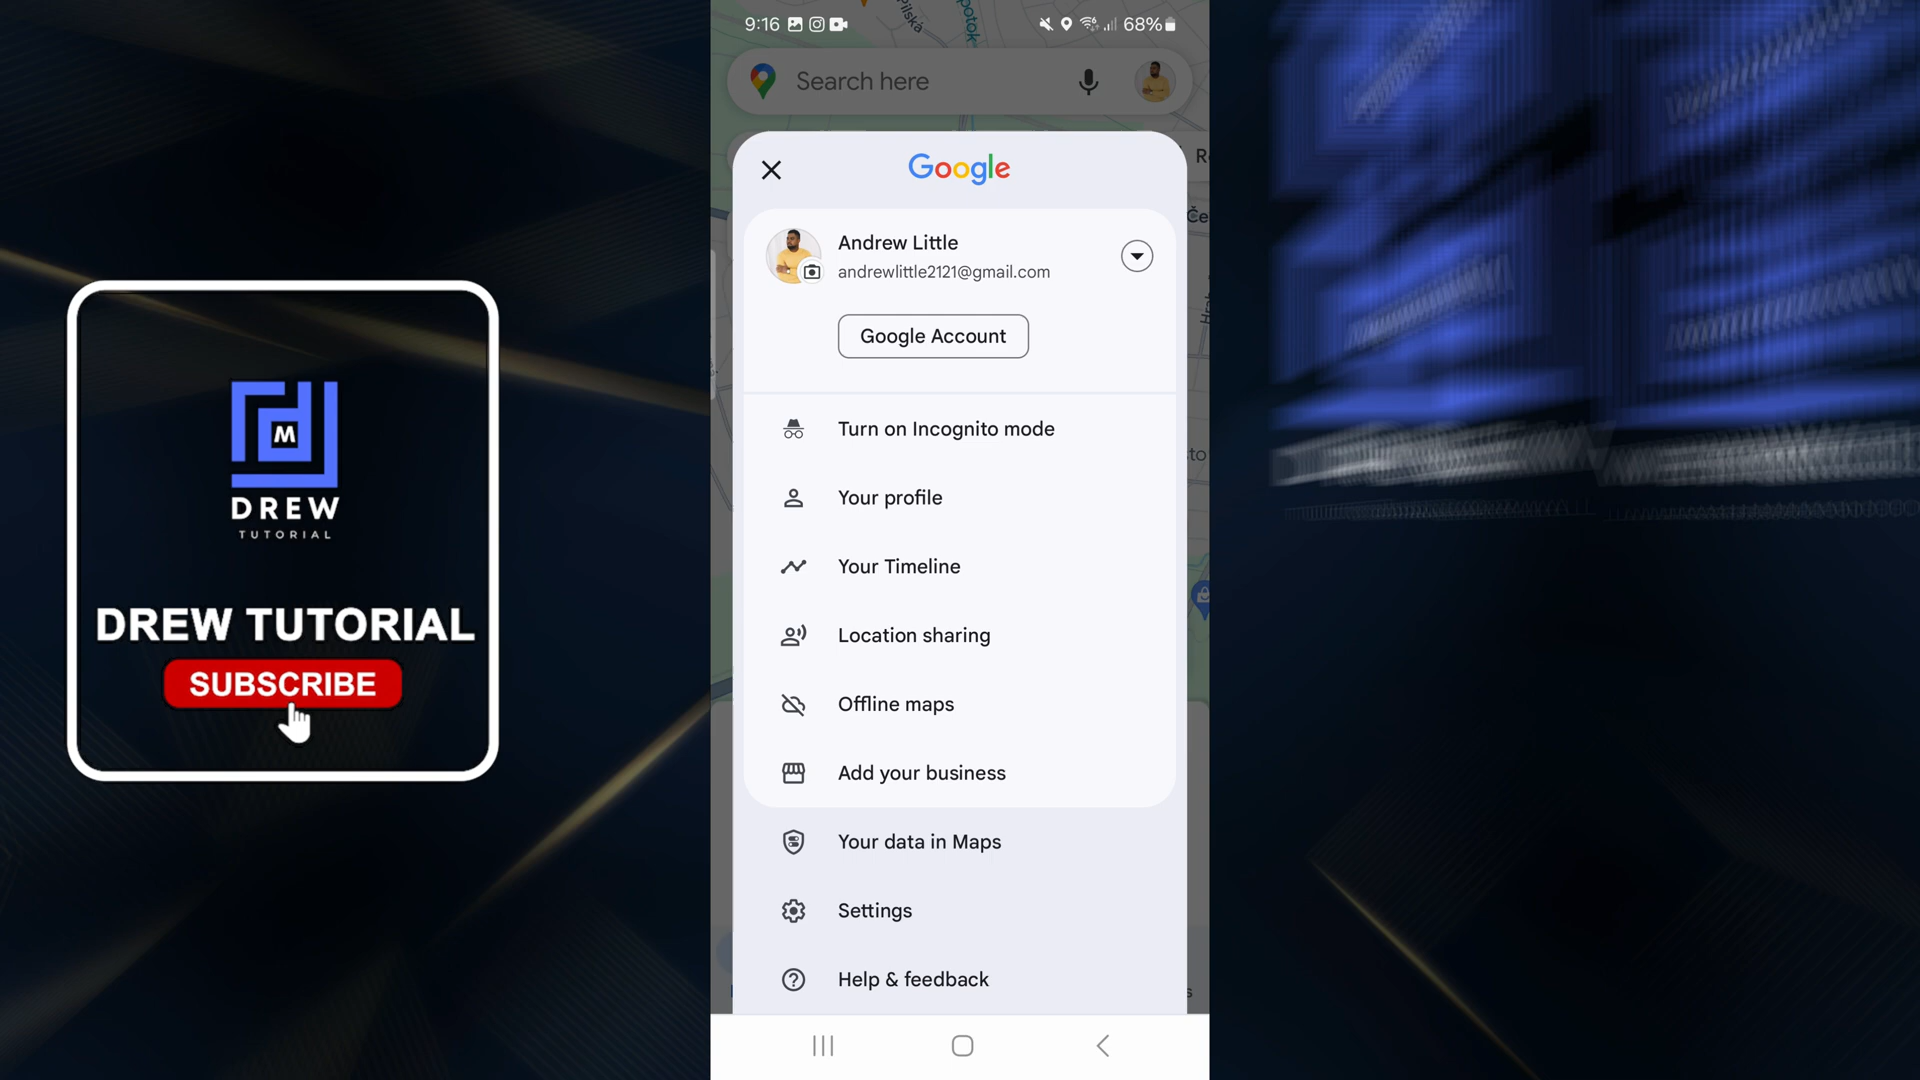 9:16
68%
Pilská
potok
Search here
Google
Andrew Little
andrewlittle2121@gmail.com
Google Account
Turn on Incognito mode
Your profile
Your Timeline
Location sharing
Offline maps
Add your business
Your data in Maps
Settings
Help & feedback
M
DREW
TUTORIAL
DREW TUTORIAL
SUBSCRIBE